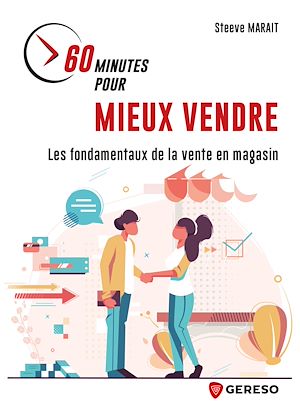 Steeve MARAIT
60 MINUTES
POUR
MIEUX VENDRE
Les fondamentaux de la vente en magasin
GERESO